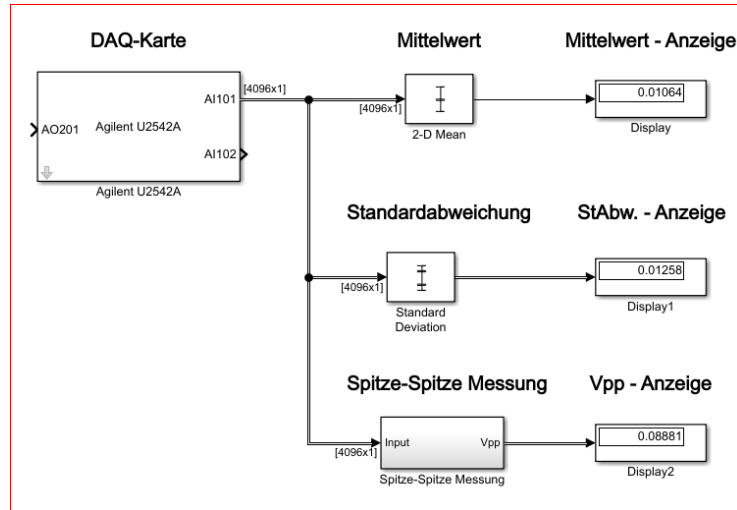 DAQ-Karte
Mittelwert
Mittelwert - Anzeige
[4096x1]
AI101
AO201
Agilent U2542A
AI102
Agilent U2542A
[4096x1]
2-D Mean
0.01064
Display
Standardabweichung
StAbw. - Anzeige
[4096x1]
Standard
Deviation
0.01258
Display1
Spitze-Spitze Messung
Vpp - Anzeige
[4096x1]
Input
Vpp
Spitze-Spitze Messung
0.08881
Display2